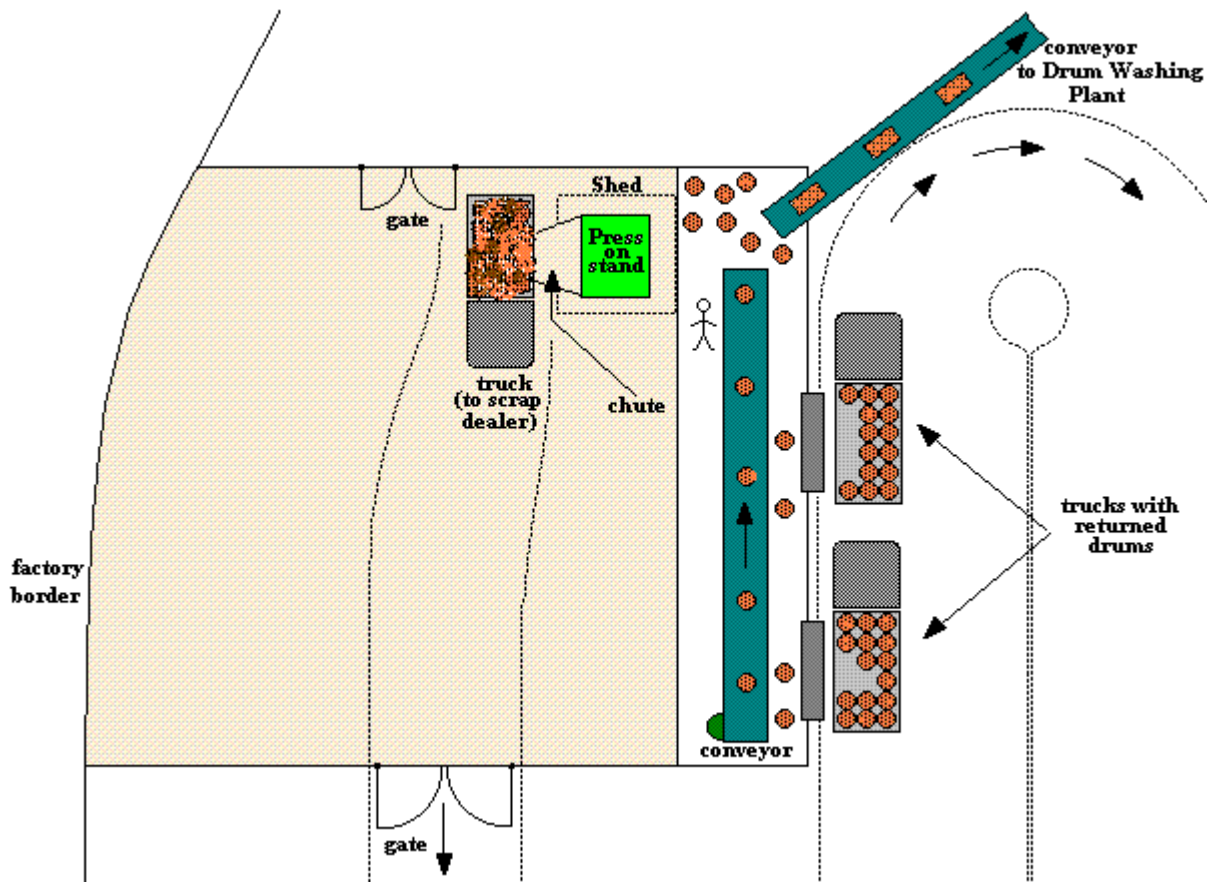 conveyor
to Drum Washing
Plant
Shed
gate
Press
on
stand
truck
(to scrap
dealer)
chute
trucks with
returned
drums
factory
border
conveyor
gate